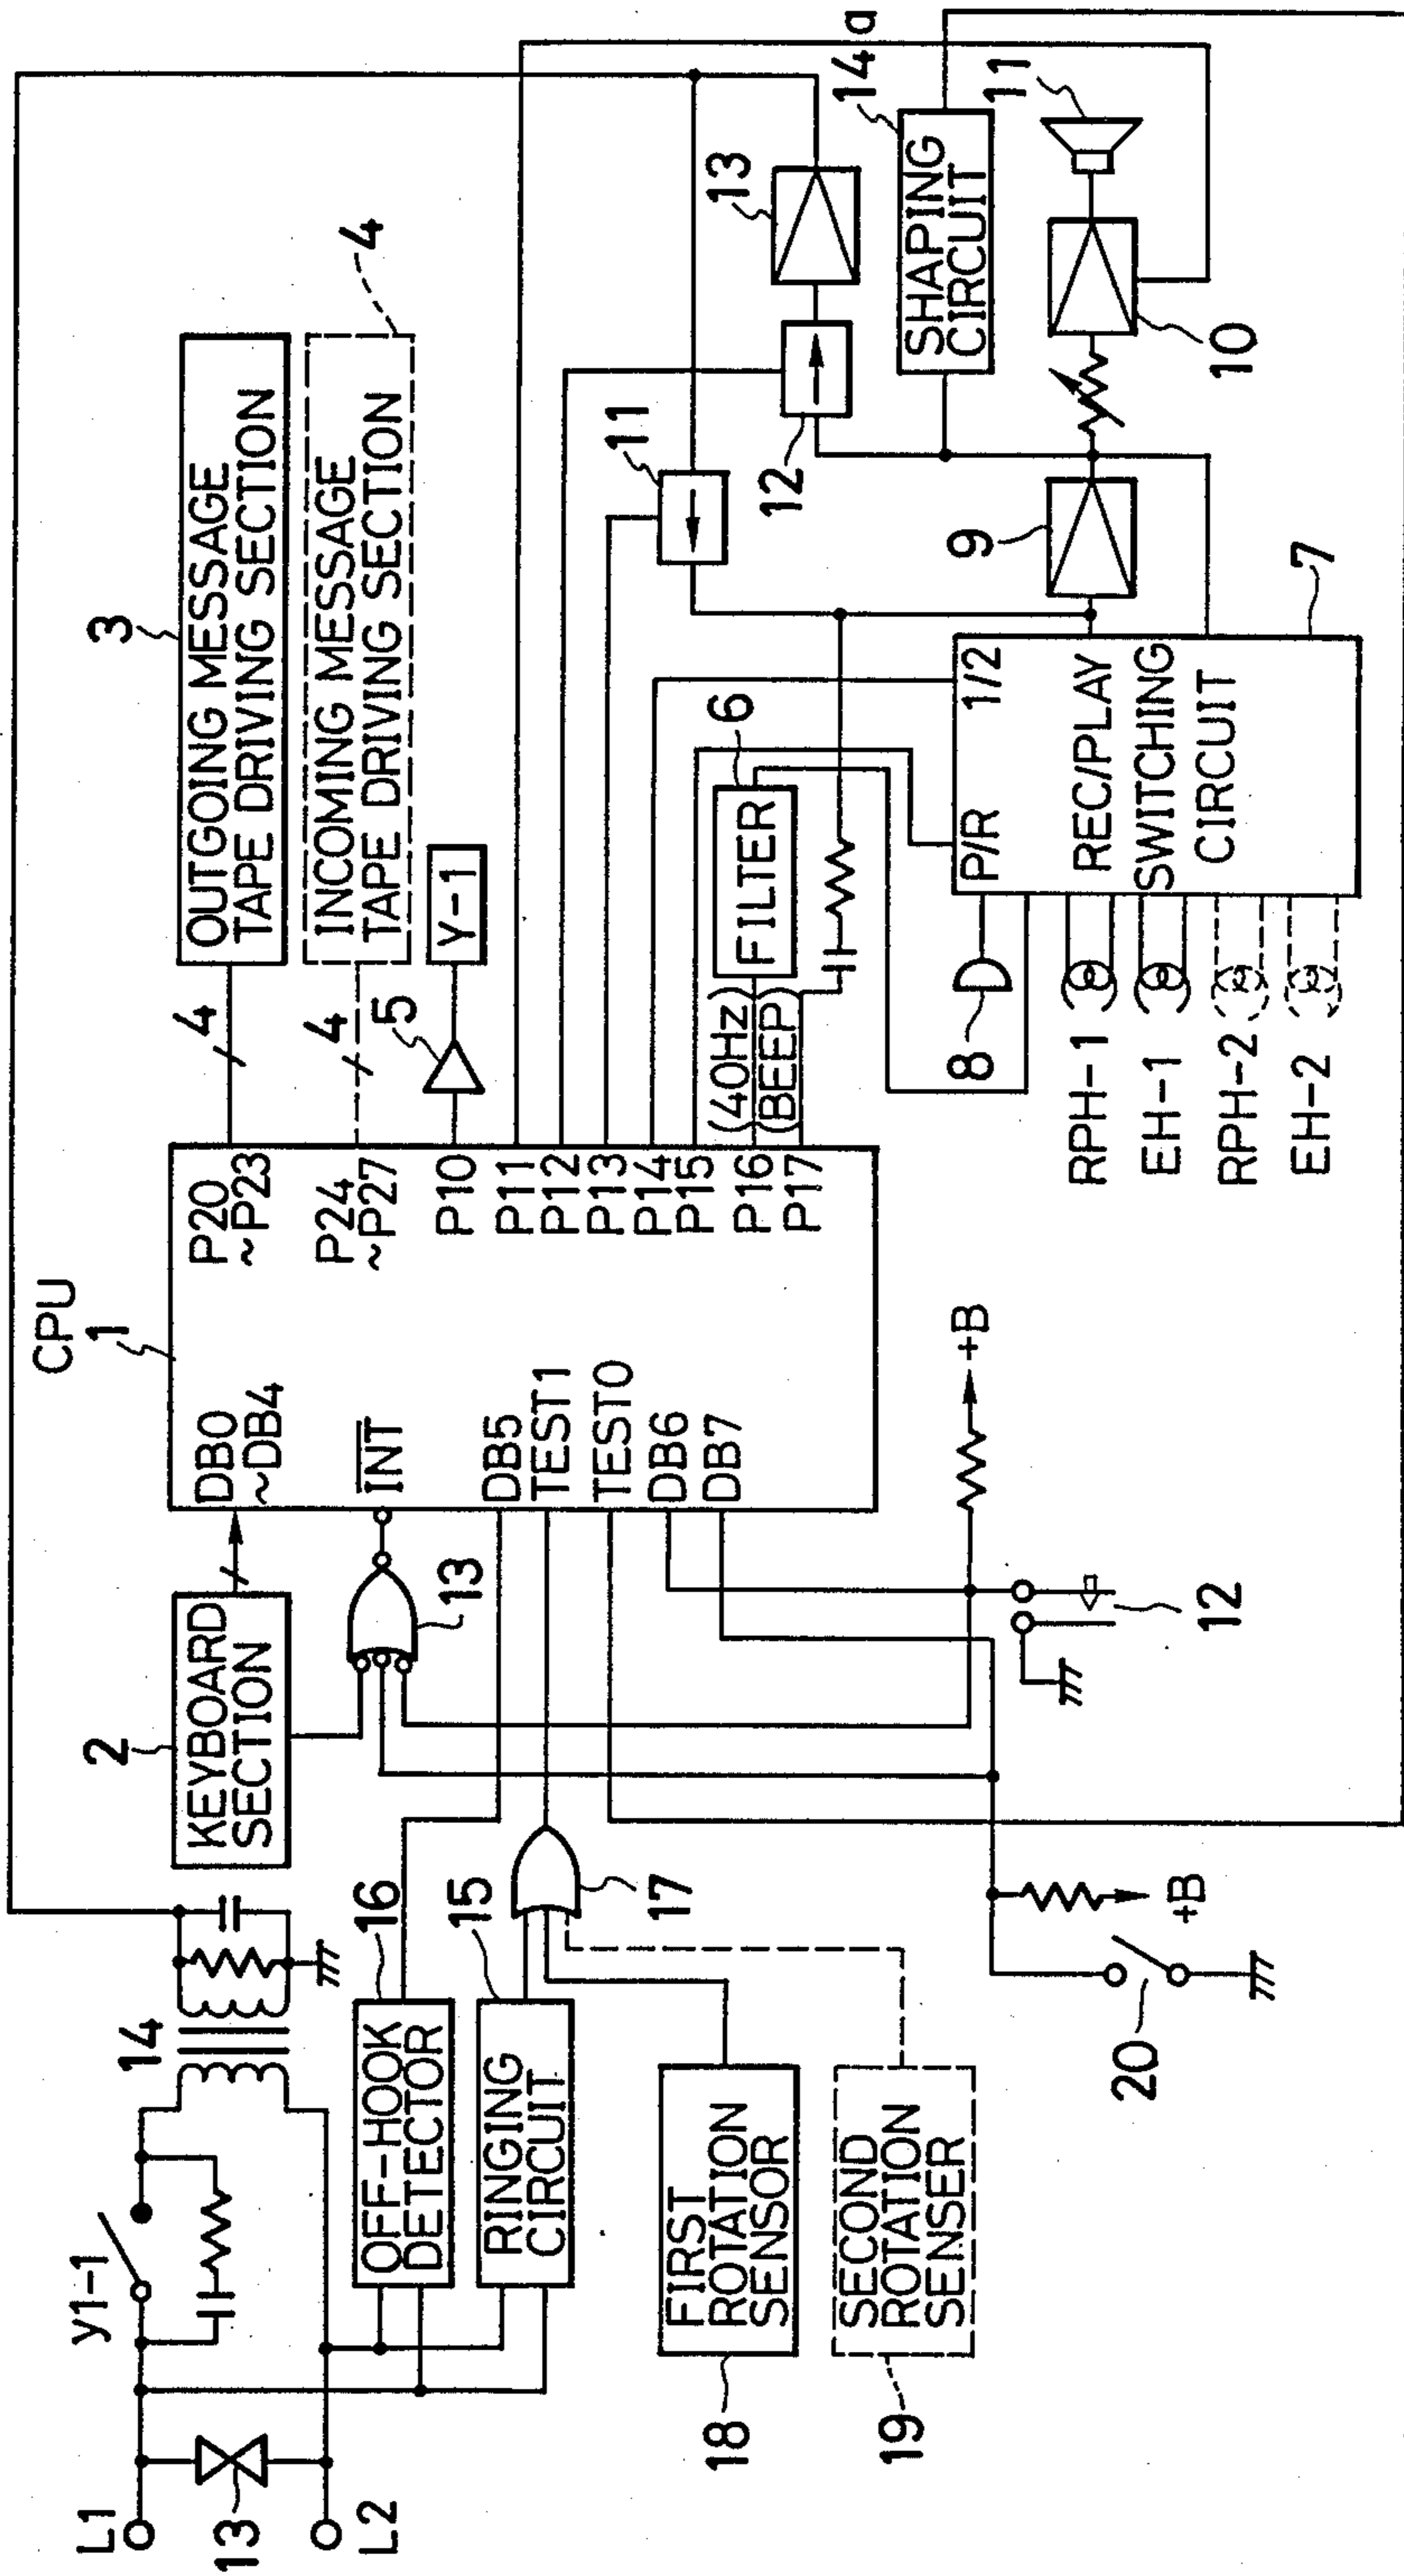 L1
L2
13
y1-1
14
2
KEYBOARD
SECTION
16
OFF-HOOK
DETECTOR
15
RINGING
CIRCUIT
17
18
FIRST
ROTATION
SENSOR
19
SECOND
ROTATION
SENSER
20
+B
13
12
+B
CPU
1
DB0
~DB4
INT
DB5
TEST1
TEST0
DB6
DB7
P20
~P23
P24
~P27
P10
P11
P12
P13
P14
P15
P16
P17
4
4
3
OUTGOING MESSAGE
TAPE DRIVING SECTION
INCOMING MESSAGE
TAPE DRIVING SECTION
4
5
Y-1
(40Hz)
(BEEP)
FILTER
6
8
RPH-1
EH-1
RPH-2
EH-2
P/R
1/2
REC/PLAY
SWITCHING
CIRCUIT
7
9
11
12
13
SHAPING
CIRCUIT
14a
10
11